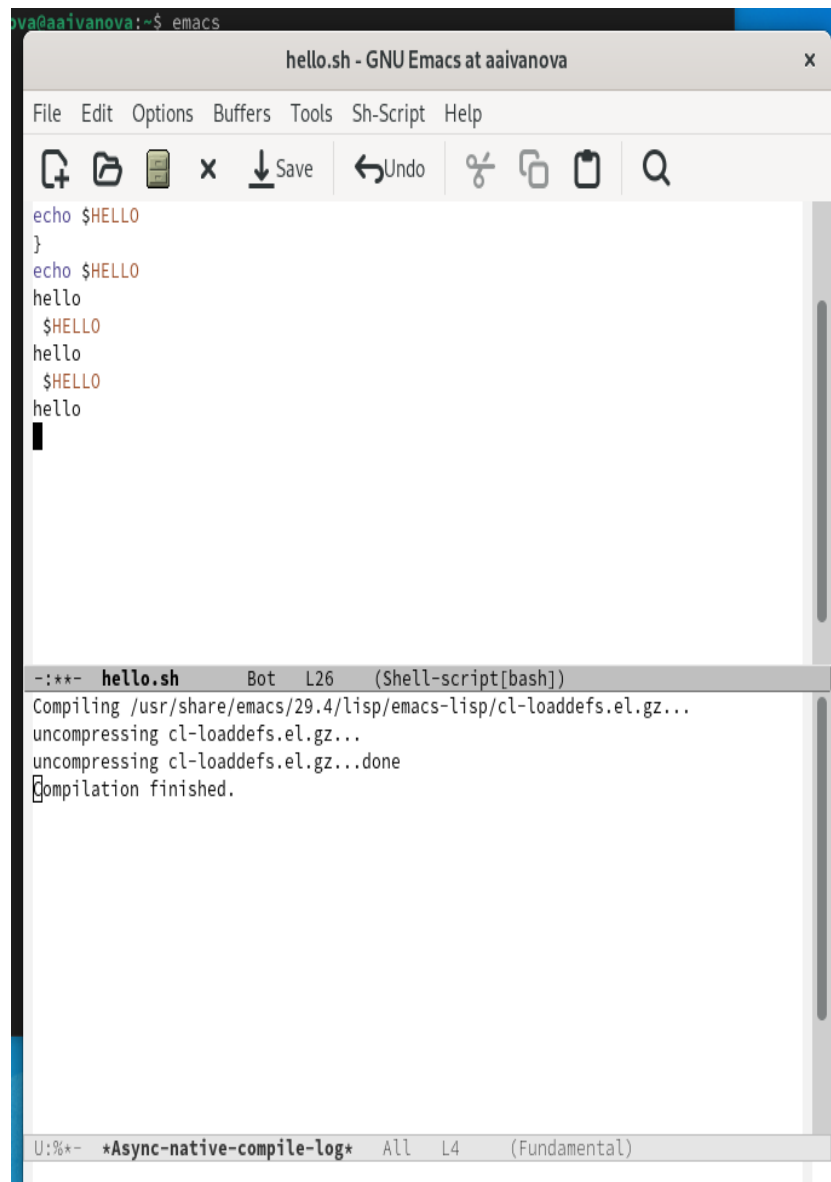 ova@aaivanova:~$ emacs
hello.sh - GNU Emacs at aaivanova x
File Edit Options Buffers Tools Sh-Script Help
Save Undo
echo $HELLO
}
echo $HELLO
hello
 $HELLO
hello
 $HELLO
hello
-:**- hello.sh Bot L26 (Shell-script[bash])
Compiling /usr/share/emacs/29.4/lisp/emacs-lisp/cl-loaddefs.el.gz...
uncompressing cl-loaddefs.el.gz...
uncompressing cl-loaddefs.el.gz...done
Compilation finished.
U:%*- *Async-native-compile-log* All L4 (Fundamental)